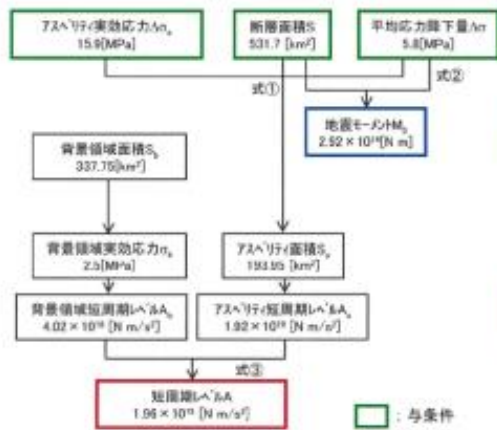 アスペリティ実効応力Δσa
15.9[MPa]
断層面積S
531.7 [km²]
平均応力降下量Δσ
5.8[MPa]
式①
式②
地震モーメントM₀
2.52×10¹⁹[N m]
背景領域面積Sb
337.75[km²]
背景領域実効応力σb
2.5[MPa]
アスペリティ面積Sa
193.95 [km²]
背景領域短周期レベルAb
4.02×10¹⁸ [N m/s²]
アスペリティ短周期レベルAa
1.92×10¹⁹ [N m/s²]
式③
短周期レベルA
1.96×10¹⁹ [N m/s²]
:与条件